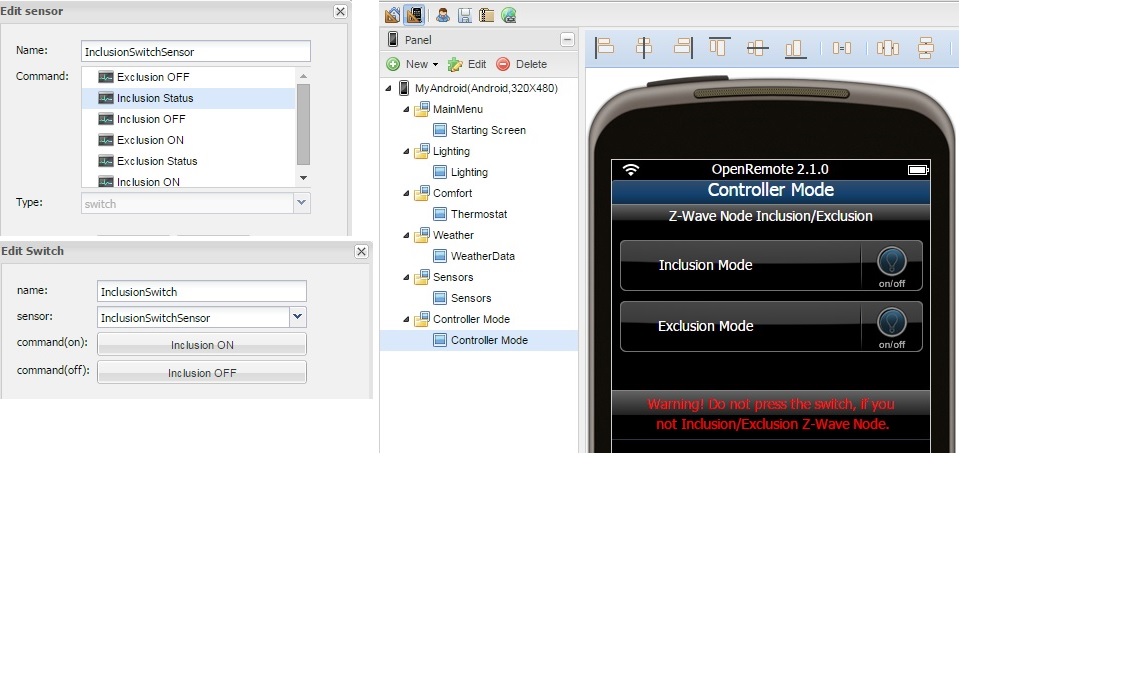 Edit sensor
Name:
InclusionSwitchSensor
Command:
Exclusion OFF
Inclusion Status
Inclusion OFF
Exclusion ON
Exclusion Status
Inclusion ON
Type:
switch
Edit Switch
name:
InclusionSwitch
sensor:
InclusionSwitchSensor
command(on):
Inclusion ON
command(off):
Inclusion OFF
Panel
New Edit Delete
MyAndroid(Android,320X480)
MainMenu
Starting Screen
Lighting
Lighting
Comfort
Thermostat
Weather
WeatherData
Sensors
Sensors
Controller Mode
Controller Mode
OpenRemote 2.1.0
Controller Mode
Z-Wave Node Inclusion/Exclusion
Inclusion Mode
on/off
Exclusion Mode
on/off
Warning! Do not press the switch, if you
not Inclusion/Exclusion Z-Wave Node.